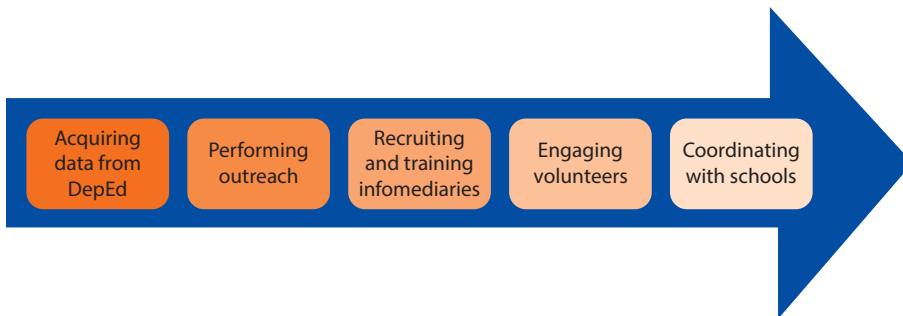 Acquiring
data from
DepEd
Performing
outreach
Recruiting
and training
infomediaries
Engaging
volunteers
Coordinating
with schools